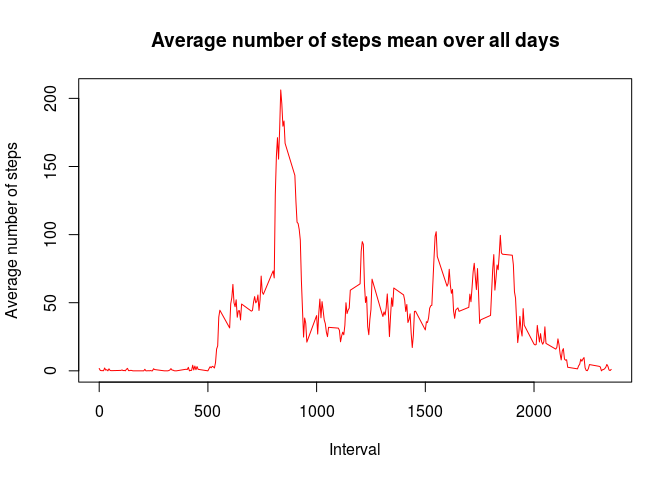 Average number of steps mean over all days
Average number of steps
200
150
100
50
0
0 500 1000 1500 2000
Interval